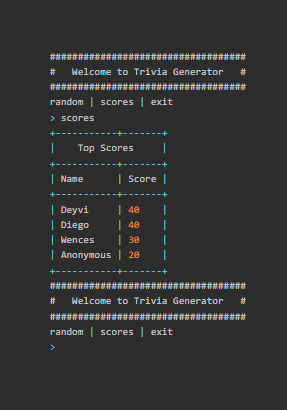 ###################################
#   Welcome to Trivia Generator   #
###################################
random | scores | exit
> scores
+-----------+-------+
|    Top Scores     |
+-----------+-------+
| Name      | Score |
+-----------+-------+
| Deyvi     | 40    |
| Diego     | 40    |
| Wences    | 30    |
| Anonymous | 20    |
+-----------+-------+
###################################
#   Welcome to Trivia Generator   #
###################################
random | scores | exit
>